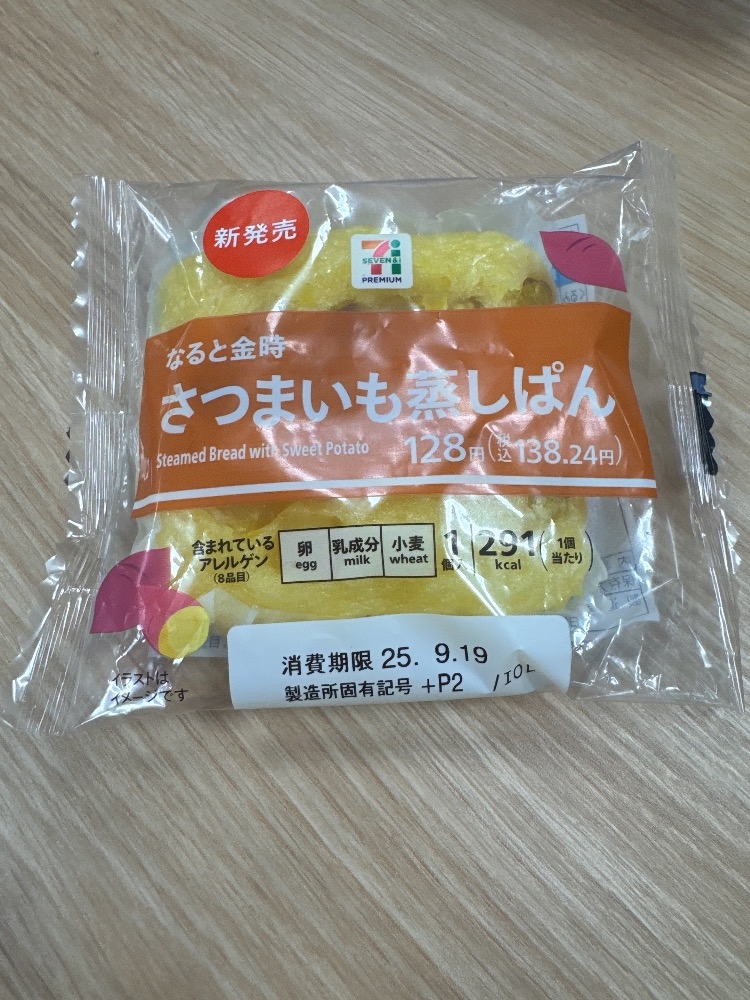 新発売
7i
SEVEN&i
PREMIUM
なると金時
さつまいも蒸しぱん
Steamed Bread with Sweet Potato 128円(税込138.24円)
含まれている
アレルゲン
(8品目)
卵 乳成分 小麦
egg milk wheat
1個 291kcal (1個当たり)
消費期限 25. 9.19
製造所固有記号 +P2 /IOL
イラストは
イメージです